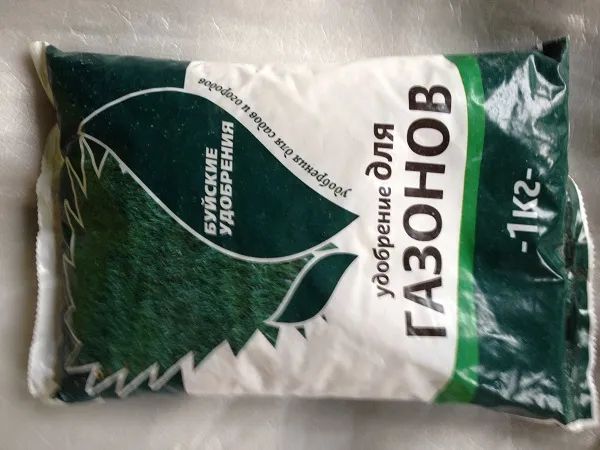 удобрения для садов и огородов
БУЙСКИЕ
УДОБРЕНИЯ
удобрение для
ГАЗОНОВ
-1кг-